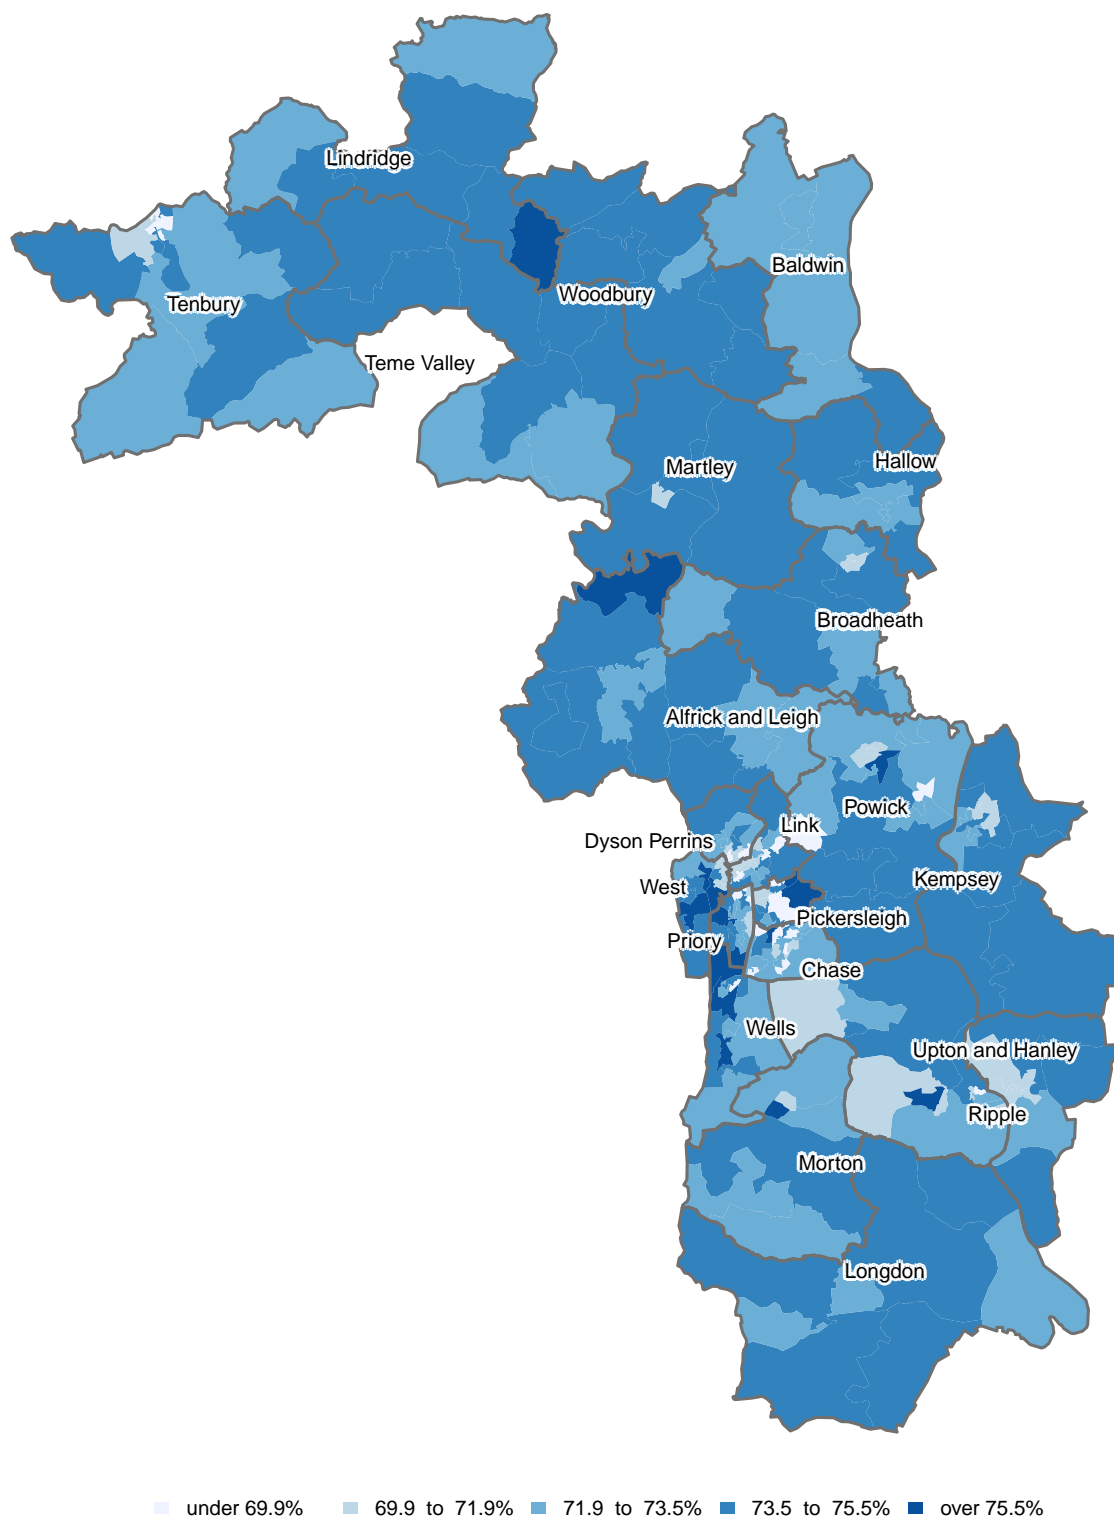 Lindridge
Baldwin
Woodbury
Tenbury
Teme Valley
Hallow
Martley
Broadheath
Alfrick and Leigh
Powick
Link
Dyson Perrins
Kempsey
West
Pickersleigh
Priory
Chase
Wells
Upton and Hanley
Ripple
Morton
Longdon
under 69.9% 69.9 to 71.9% 71.9 to 73.5% 73.5 to 75.5% over 75.5%